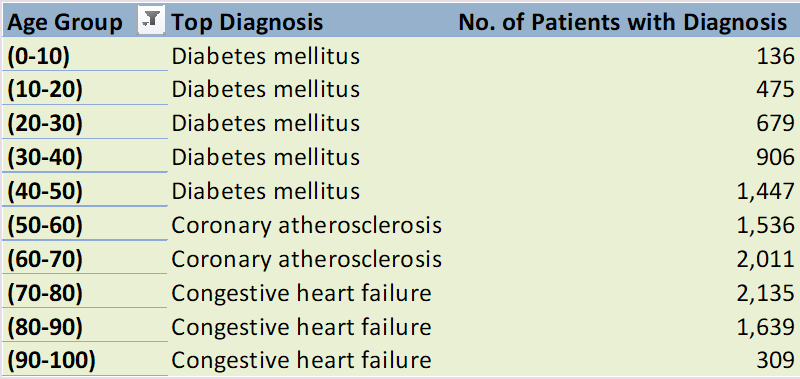 Age Group Top Diagnosis No. of Patients with Diagnosis
(0-10) Diabetes mellitus 136
(10-20) Diabetes mellitus 475
(20-30) Diabetes mellitus 679
(30-40) Diabetes mellitus 906
(40-50) Diabetes mellitus 1,447
(50-60) Coronary atherosclerosis 1,536
(60-70) Coronary atherosclerosis 2,011
(70-80) Congestive heart failure 2,135
(80-90) Congestive heart failure 1,639
(90-100) Congestive heart failure 309